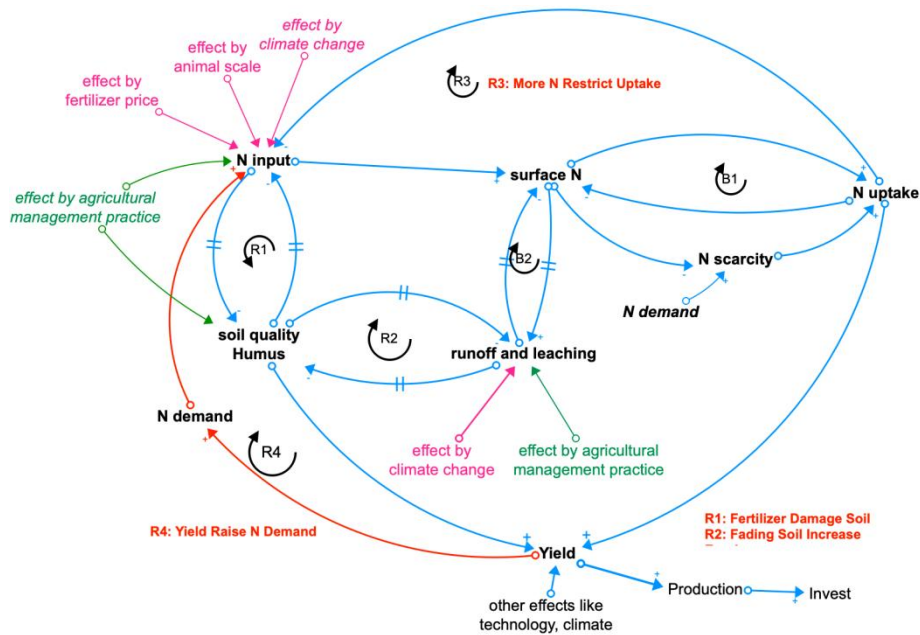 effect by
climate change
effect by
animal scale
effect by
fertilizer price
R3
R3: More N Restrict Uptake
N input
surface N
B1
N uptake
effect by agricultural
management practice
R1
B2
N scarcity
N demand
soil quality
Humus
R2
runoff and leaching
N demand
R4
effect by
climate change
effect by agricultural
management practice
R4: Yield Raise N Demand
R1: Fertilizer Damage Soil
R2: Fading Soil Increase
Yield
Production
Invest
other effects like
technology, climate